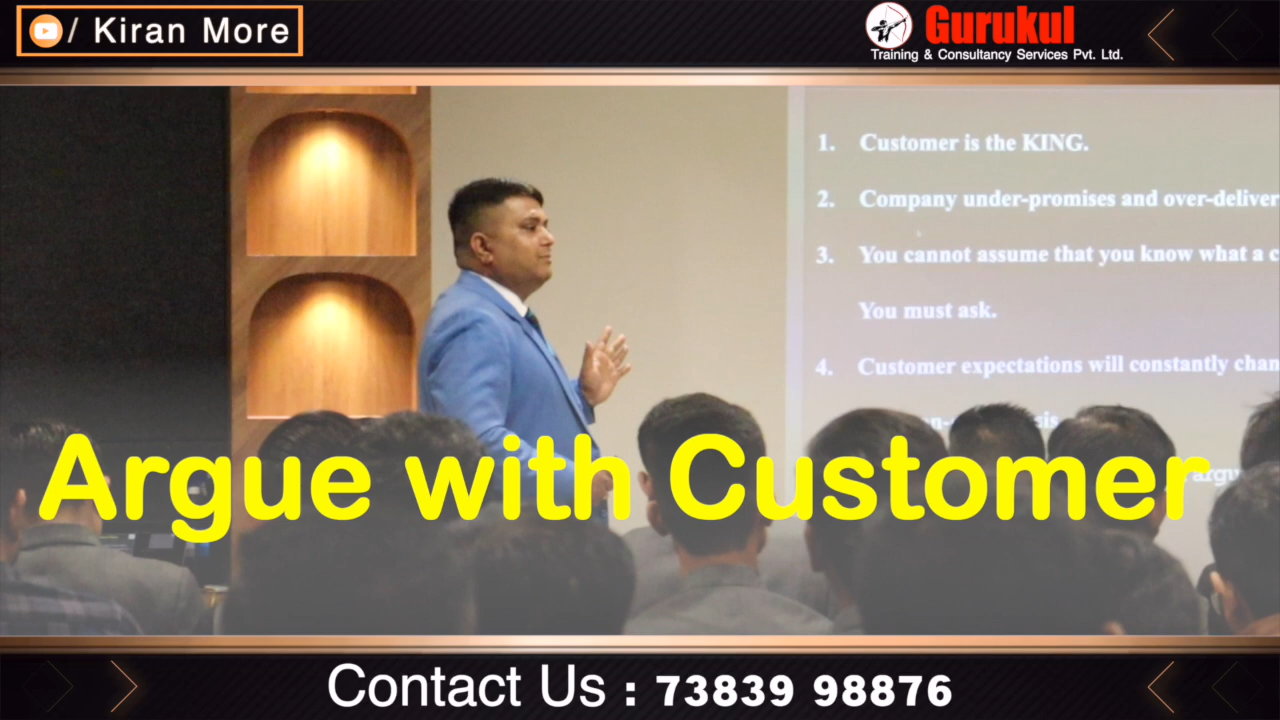 / Kiran More
Gurukul
Training & Consultancy Services Pvt. Ltd.
1. Customer is the KING.
2. Company under-promises and over-deliver
3. You cannot assume that you know what a c
You must ask.
4. Customer expectations will constantly chan
Argue with Customer
Contact Us : 73839 98876